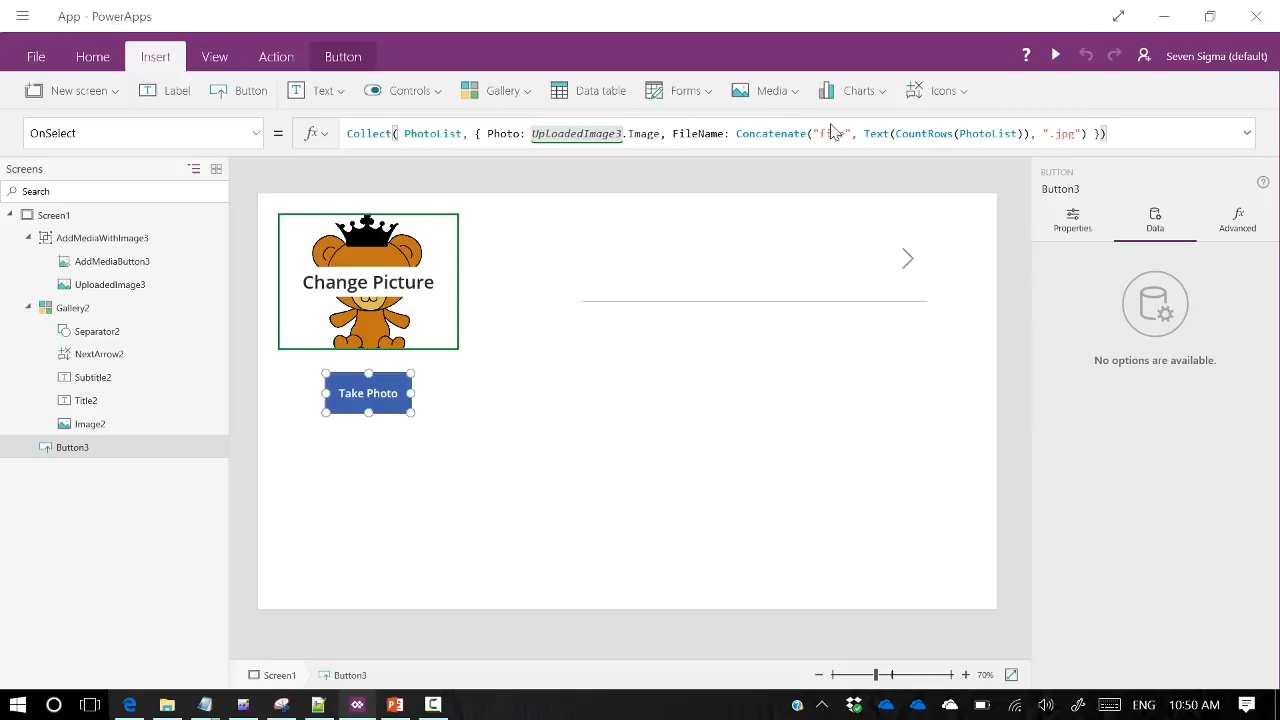 App - PowerApps
File Home Insert View Action Button
? Seven Sigma (default)
New screen Label Button Text Controls Gallery Data table Forms Media Charts Icons
OnSelect = fx Collect( PhotoList, { Photo: UploadedImage3.Image, FileName: Concatenate(" ", Text(CountRows(PhotoList)), ".jpg") })
Screens
Search
Screen1
AddMediaWithImage3
AddMediaButton3
UploadedImage3
Gallery2
Separator2
NextArrow2
Subtitle2
Title2
Image2
Button3
Change Picture
Take Photo
BUTTON
Button3
?
Properties Data Advanced
No options are available.
Screen1 Button3
70%
ENG 10:50 AM